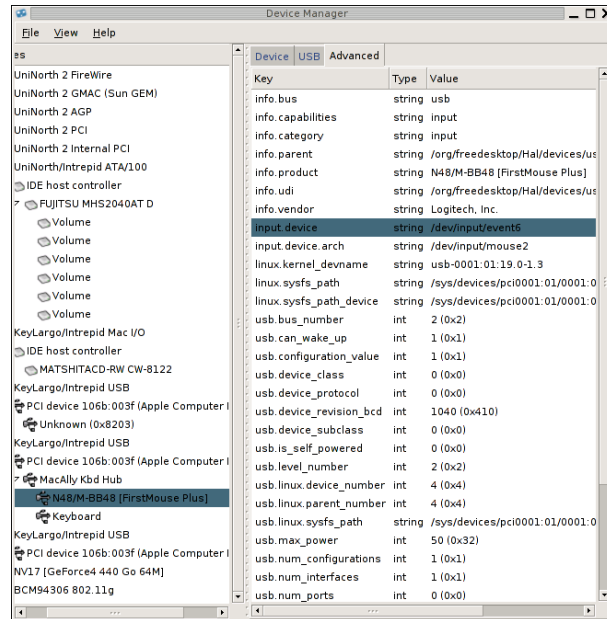 Device Manager
File View Help
es
UniNorth 2 FireWire
UniNorth 2 GMAC (Sun GEM)
UniNorth 2 AGP
UniNorth 2 PCI
UniNorth 2 Internal PCI
UniNorth/Intrepid ATA/100
IDE host controller
FUJITSU MHS2040AT D
Volume
Volume
Volume
Volume
Volume
Volume
KeyLargo/Intrepid Mac I/O
IDE host controller
MATSHITACD-RW CW-8122
KeyLargo/Intrepid USB
PCI device 106b:003f (Apple Computer I
Unknown (0x8203)
KeyLargo/Intrepid USB
PCI device 106b:003f (Apple Computer I
MacAlly Kbd Hub
N48/M-BB48 [FirstMouse Plus]
Keyboard
KeyLargo/Intrepid USB
PCI device 106b:003f (Apple Computer I
NV17 [GeForce4 440 Go 64M]
BCM94306 802.11g
Device USB Advanced
Key Type Value
info.bus string usb
info.capabilities string input
info.category string input
info.parent string /org/freedesktop/Hal/devices/us
info.product string N48/M-BB48 [FirstMouse Plus]
info.udi string /org/freedesktop/Hal/devices/us
info.vendor string Logitech, Inc.
input.device string /dev/input/event6
input.device.arch string /dev/input/mouse2
linux.kernel_devname string usb-0001:01:19.0-1.3
linux.sysfs_path string /sys/devices/pci0001:01/0001:0
linux.sysfs_path_device string /sys/devices/pci0001:01/0001:0
usb.bus_number int 2 (0x2)
usb.can_wake_up int 1 (0x1)
usb.configuration_value int 1 (0x1)
usb.device_class int 0 (0x0)
usb.device_protocol int 0 (0x0)
usb.device_revision_bcd int 1040 (0x410)
usb.device_subclass int 0 (0x0)
usb.is_self_powered int 0 (0x0)
usb.level_number int 2 (0x2)
usb.linux.device_number int 4 (0x4)
usb.linux.parent_number int 4 (0x4)
usb.linux.sysfs_path string /sys/devices/pci0001:01/0001:0
usb.max_power int 50 (0x32)
usb.num_configurations int 1 (0x1)
usb.num_interfaces int 1 (0x1)
usb.num_ports int 0 (0x0)